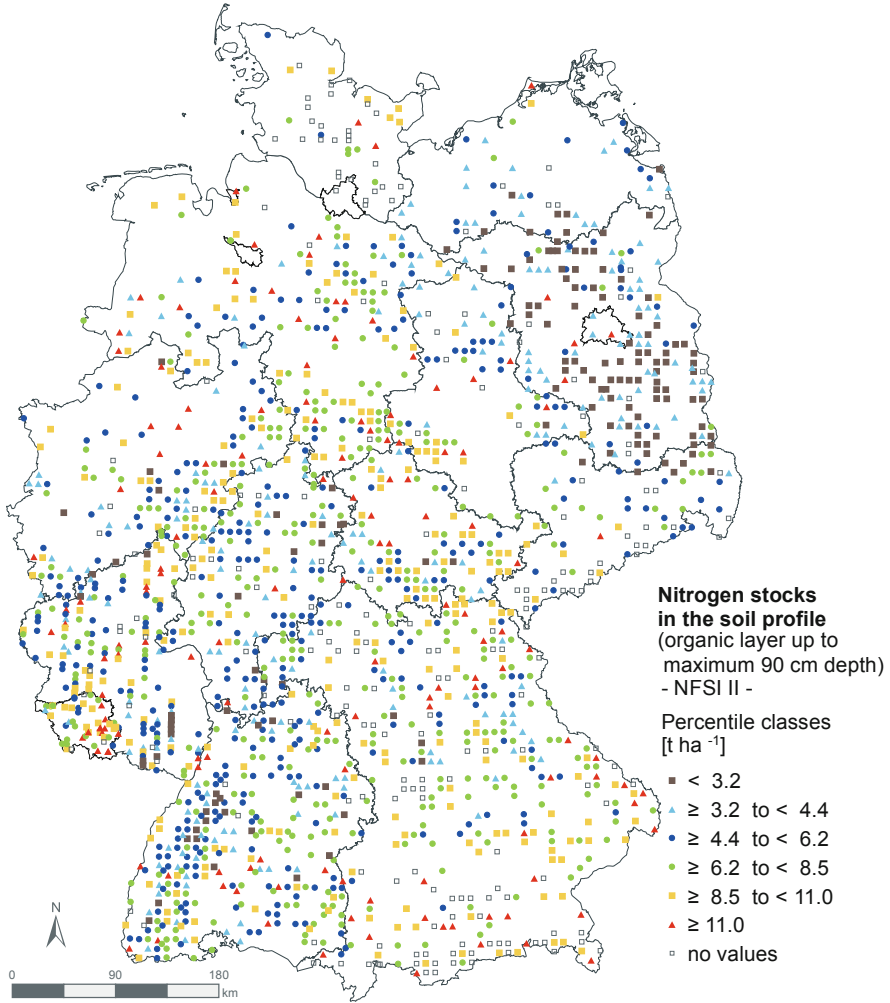 Nitrogen stocks
in the soil profile
(organic layer up to
maximum 90 cm depth)
- NFSI II -
Percentile classes
[t ha -1]
< 3.2
≥ 3.2 to < 4.4
≥ 4.4 to < 6.2
≥ 6.2 to < 8.5
≥ 8.5 to < 11.0
≥ 11.0
no values
N
0 90 180
km